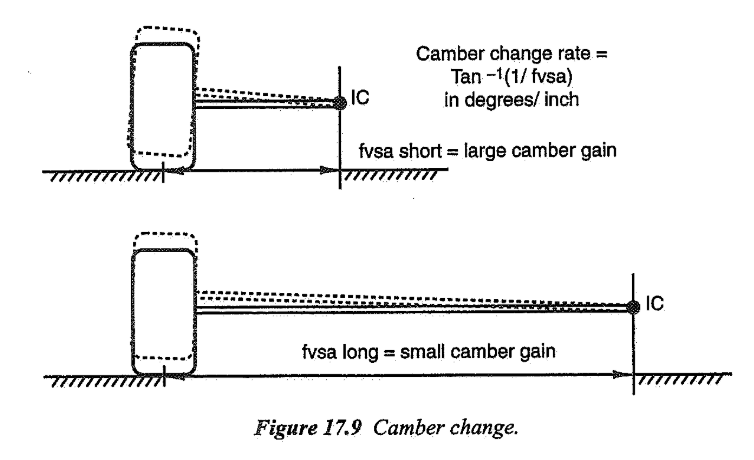 Camber change rate =
Tan –1(1/ fvsa)
in degrees/ inch
IC
fvsa short = large camber gain
IC
fvsa long = small camber gain
Figure 17.9 Camber change.